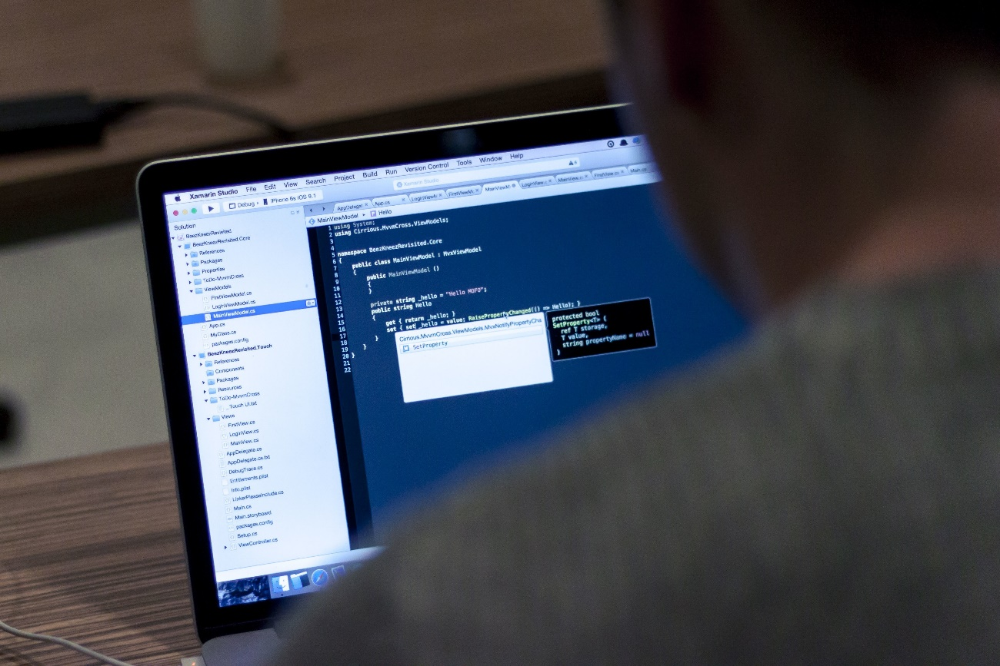 Xamarin Studio File Edit View Search Project Build Run Version Control Tools Window Help
Debug iPhone 6s iOS 9.1
Xamarin Studio
Solution
BeezKneezRevisited
BeezKneezRevisited.Core
References
Packages
Properties
ToDo-MvvmCross
ViewModels
FirstViewModel.cs
LoginViewModel.cs
MainViewModel.cs
App.cs
MyClass.cs
packages.config
BeezKneezRevisited.Touch
References
Components
Packages
Resources
ToDo-MvvmCross
_Touch UI.txt
Views
FirstView.cs
LoginView.cs
MainView.cs
AppDelegate.cs
AppDelegate.cs.txt
DebugTrace.cs
Entitlements.plist
Info.plist
LinkerPleaseInclude.cs
Main.cs
Main.storyboard
packages.config
Setup.cs
ViewController.cs
AppDelegat App.cs LoginViewM FirstViewMo MainViewM LoginView.c MainView.cs FirstView.cs Main.cs
MainViewModel Hello
1 using System;
2 using Cirrious.MvvmCross.ViewModels;
3
4
5 namespace BeezKneezRevisited.Core
6 {
7 public class MainViewModel : MvxViewModel
8 {
9 public MainViewModel ()
10 {
11 }
12
13 private string _hello = "Hello MOFO";
14 public string Hello
15 {
16 get { return _hello; }
17 set { set _hello = value; RaisePropertyChanged(() => Hello); }
18 }
19 }
20 }
21
22
Cirrious.MvvmCross.ViewModels.MvxNotifyPropertyCha
SetProperty
protected bool
SetProperty<T> (
ref T storage,
T value,
string propertyName = null
)